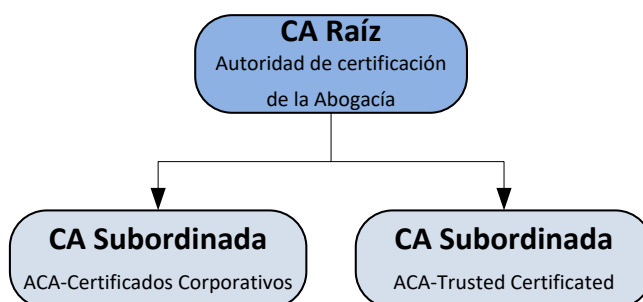 CA Raíz
Autoridad de certificación
de la Abogacía
CA Subordinada
ACA-Certificados Corporativos
CA Subordinada
ACA-Trusted Certificated